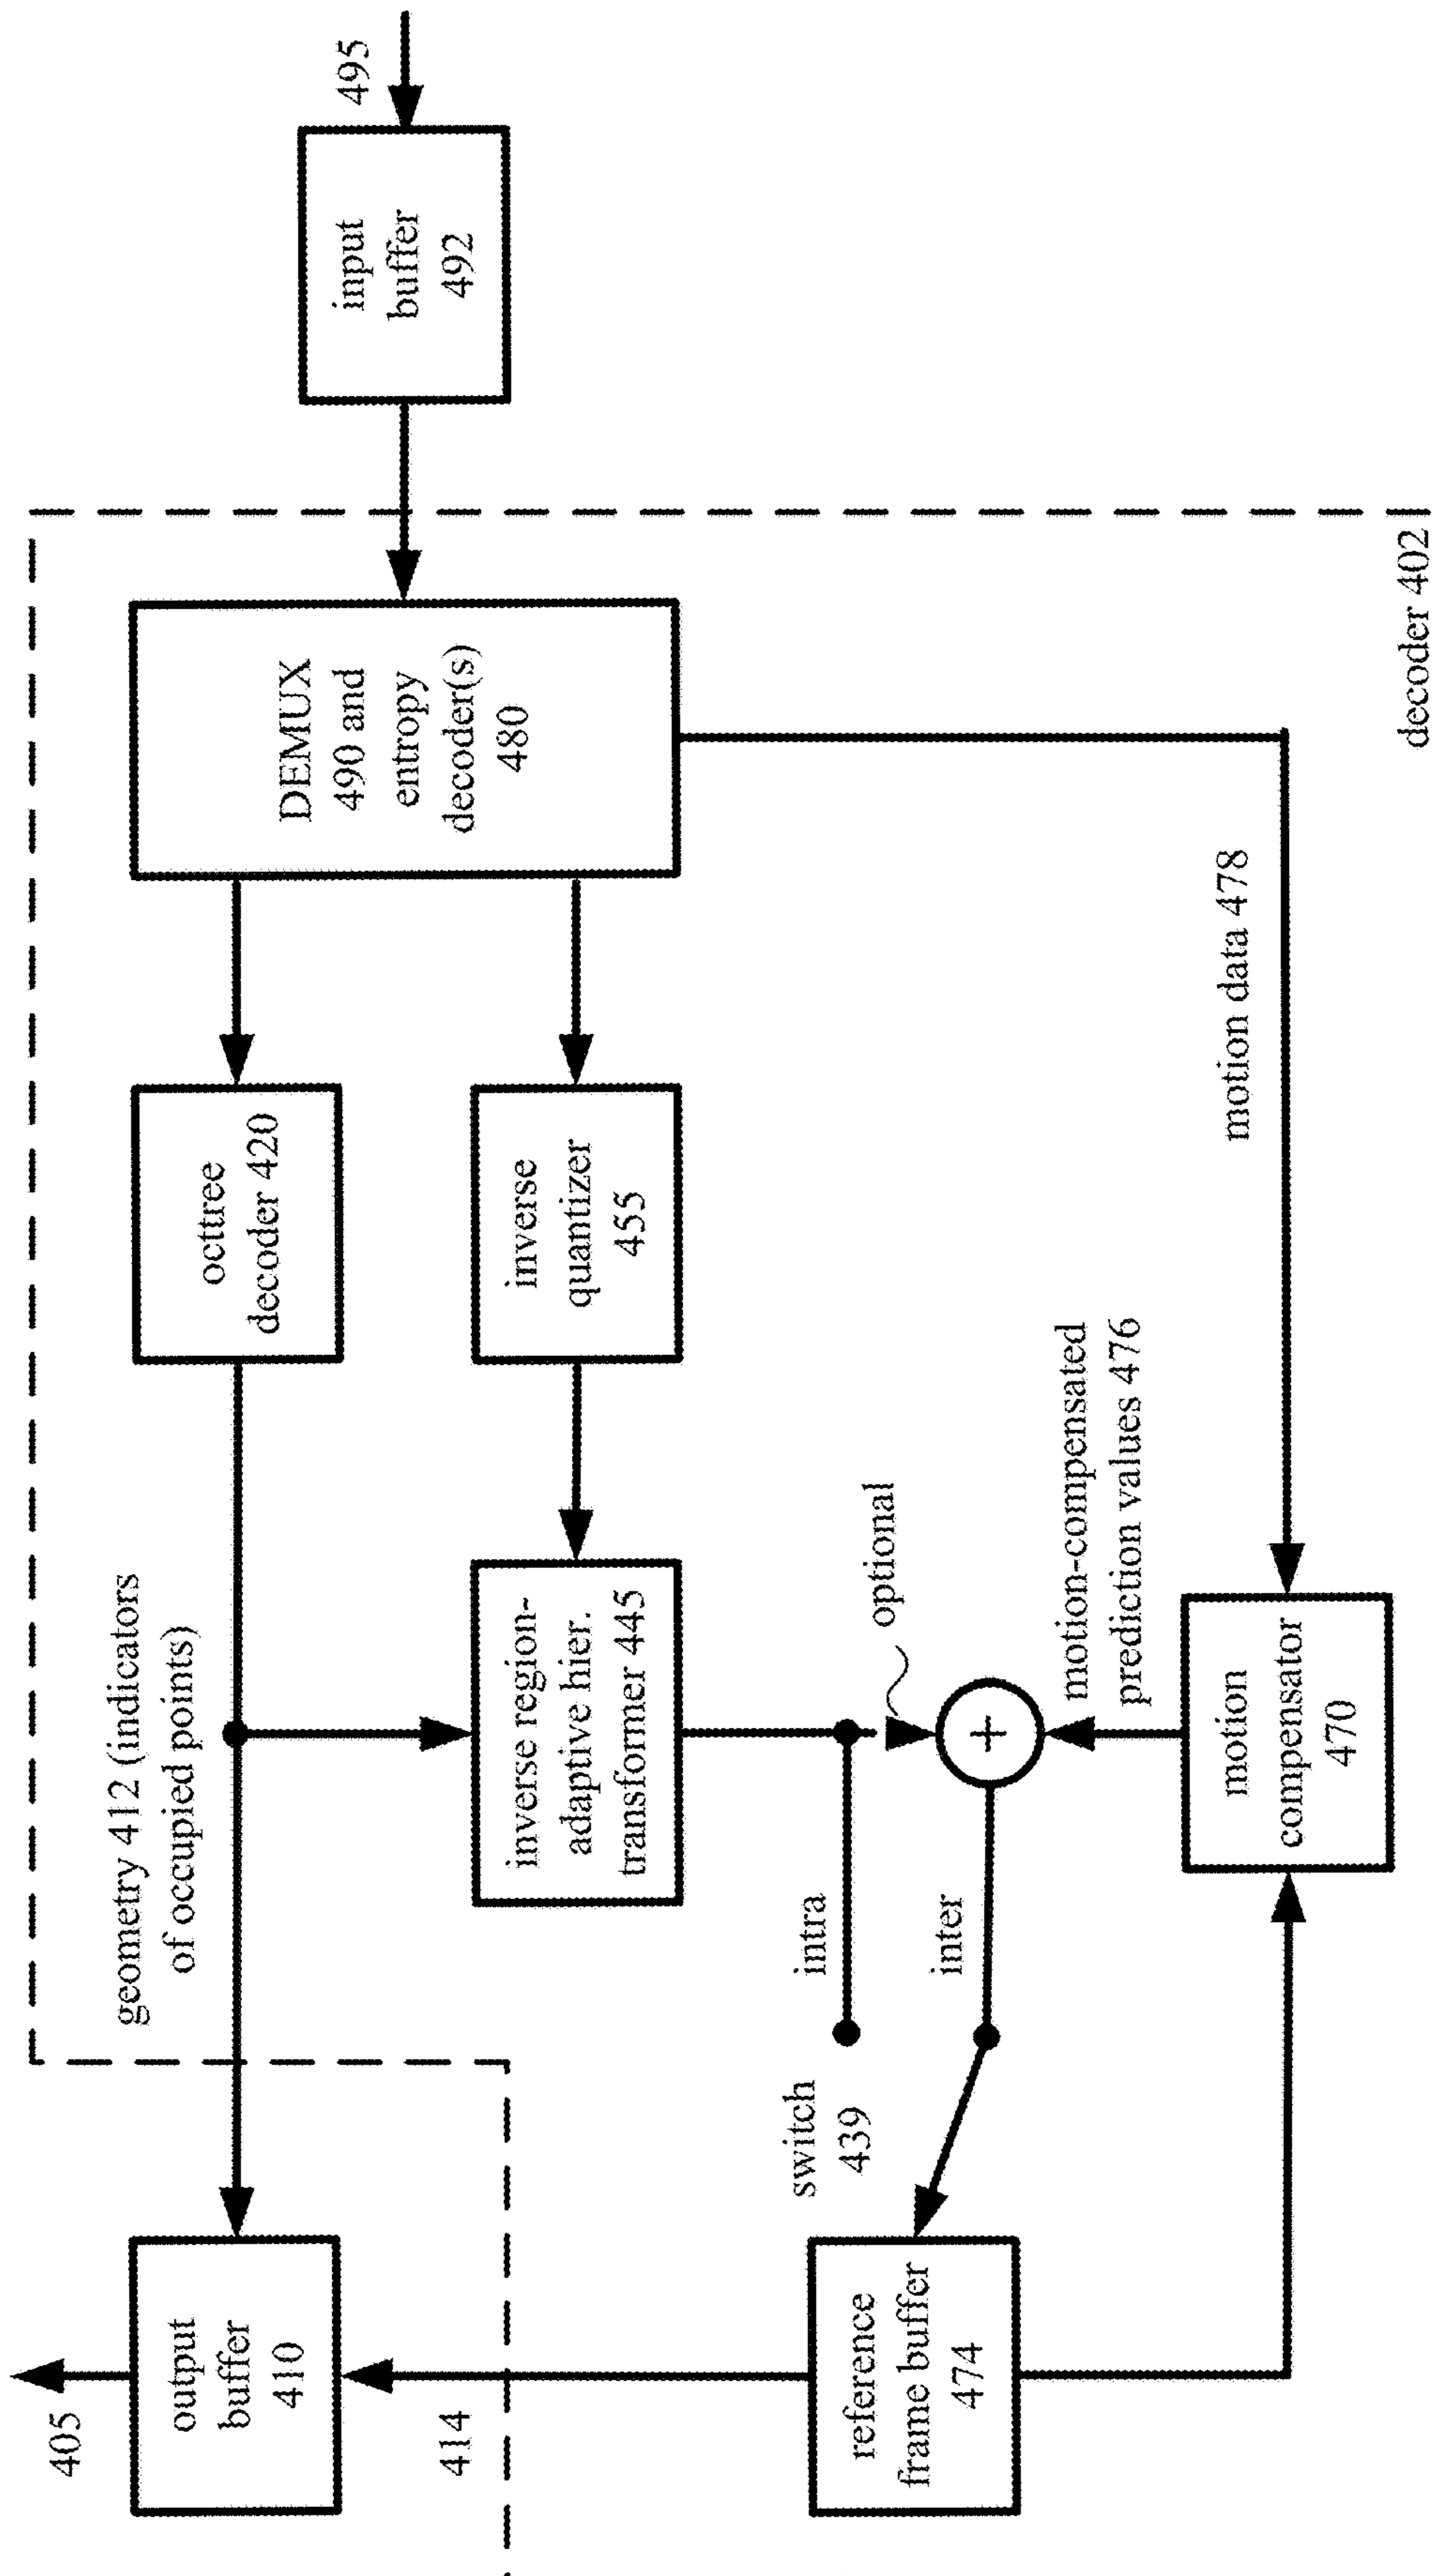 405
output
buffer
410
geometry 412 (indicators
of occupied points)
octtree
decoder 420
DEMUX
490 and
entropy
decoder(s)
480
input
buffer
492
495
414
inverse region-
adaptive hier.
transformer 445
inverse
quantizer
455
switch
439
intra
inter
optional
reference
frame buffer
474
motion-compensated
prediction values 476
motion
compensator
470
motion data 478
decoder 402